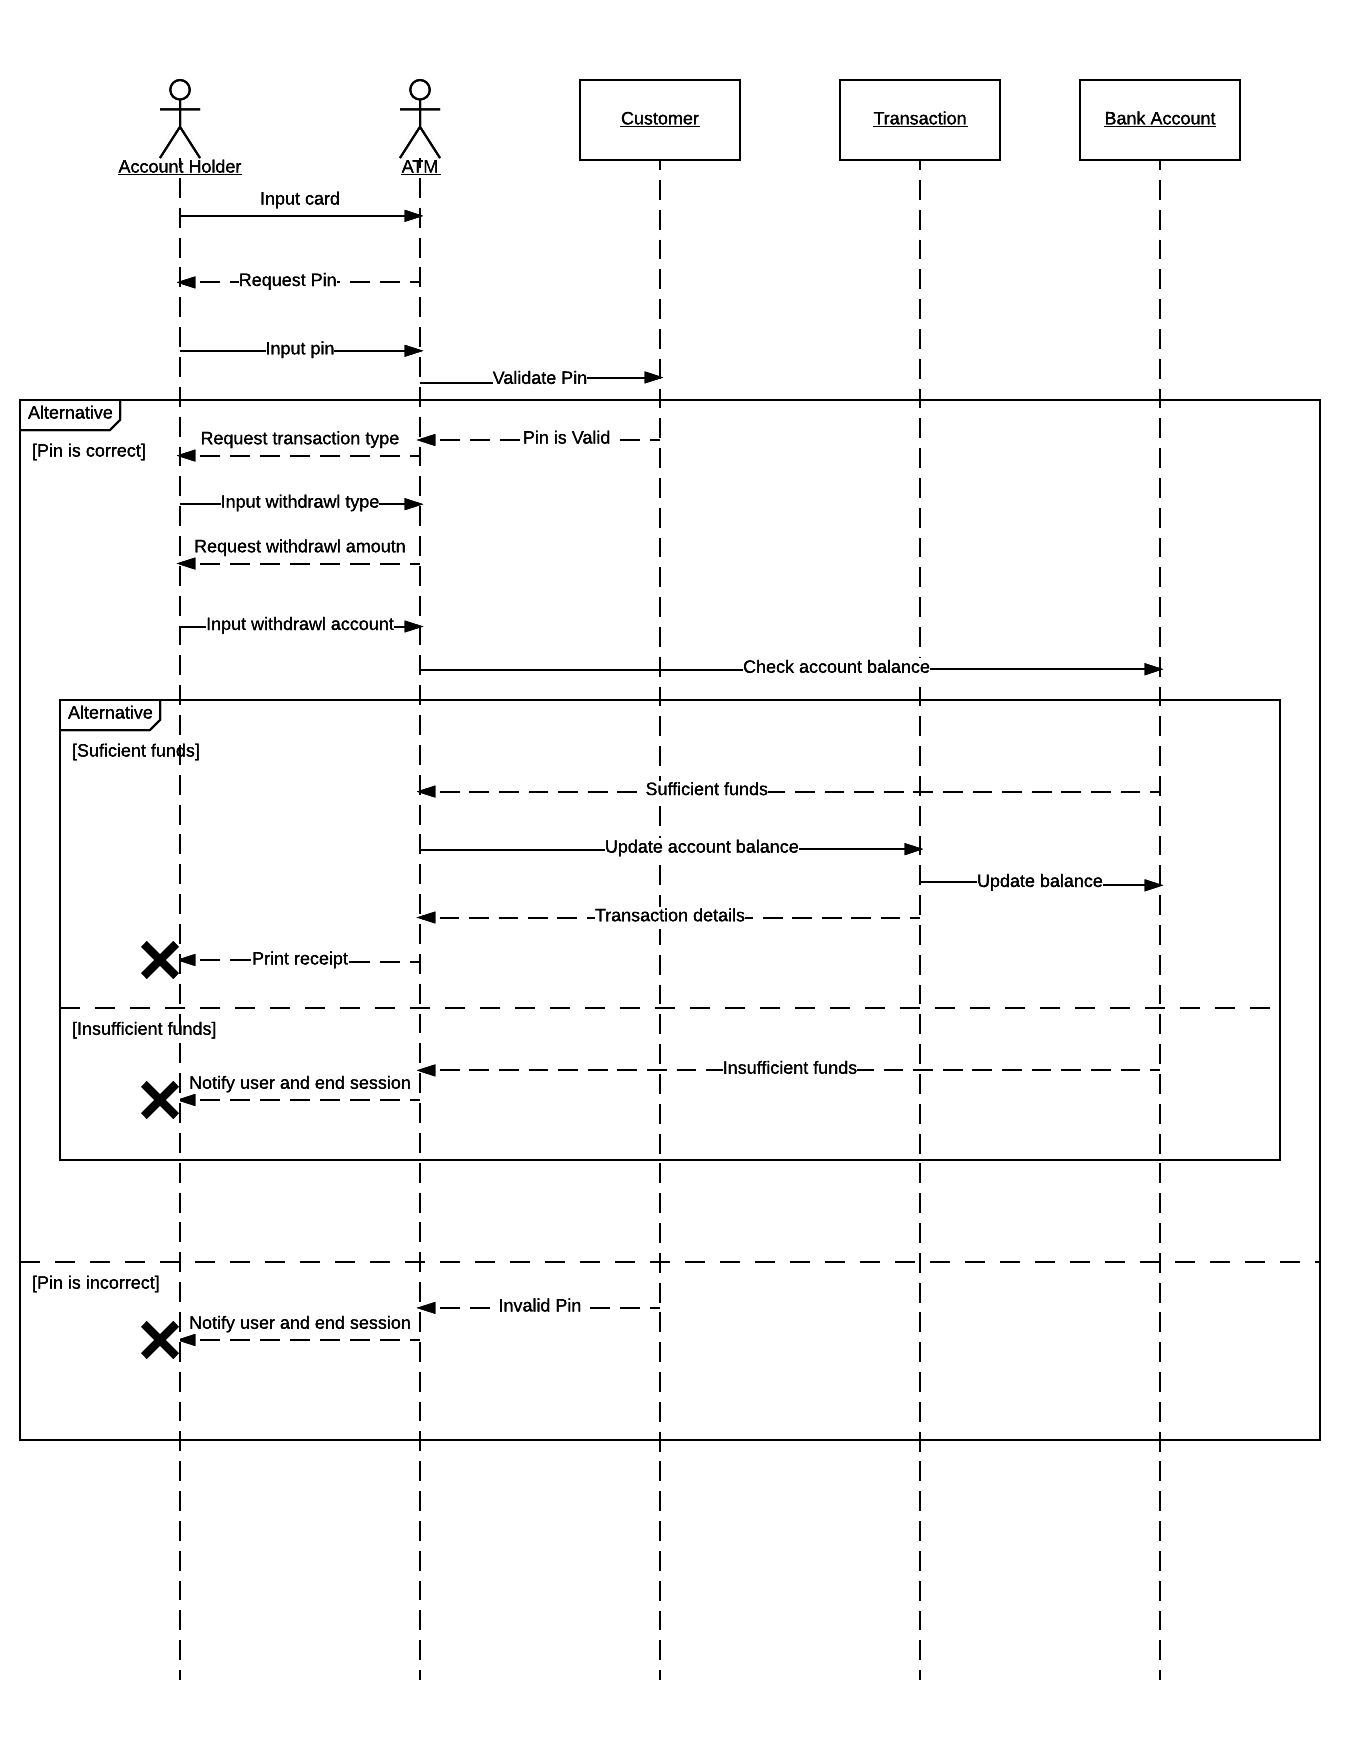 Customer
Transaction
Bank Account
Account Holder
ATM
Input card
Request Pin
Input pin
Validate Pin
Alternative
[Pin is correct]
Request transaction type
Pin is Valid
Input withdrawl type
Request withdrawl amoutn
Input withdrawl account
Check account balance
Alternative
[Suficient funds]
Sufficient funds
Update account balance
Update balance
Transaction details
Print receipt
[Insufficient funds]
Insufficient funds
Notify user and end session
[Pin is incorrect]
Invalid Pin
Notify user and end session